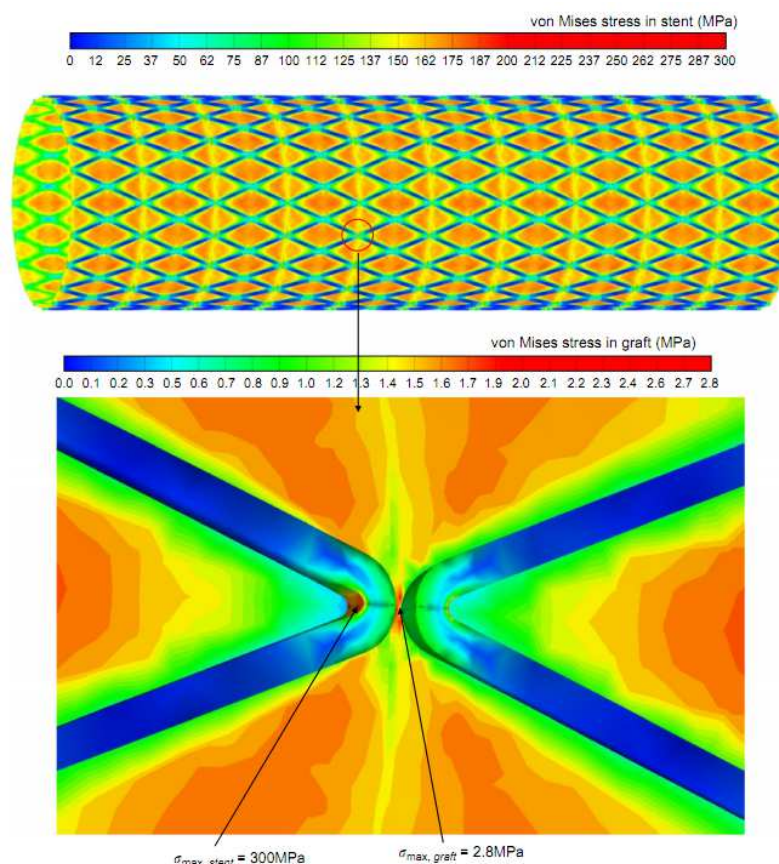 von Mises stress in stent (MPa)
0 12 25 37 50 62 75 87 100 112 125 137 150 162 175 187 200 212 225 237 250 262 275 287 300
von Mises stress in graft (MPa)
0.0 0.1 0.2 0.3 0.5 0.6 0.7 0.8 0.9 1.0 1.2 1.3 1.4 1.5 1.6 1.7 1.9 2.0 2.1 2.2 2.3 2.4 2.6 2.7 2.8
σmax, stent = 300MPa
σmax, graft = 2.8MPa